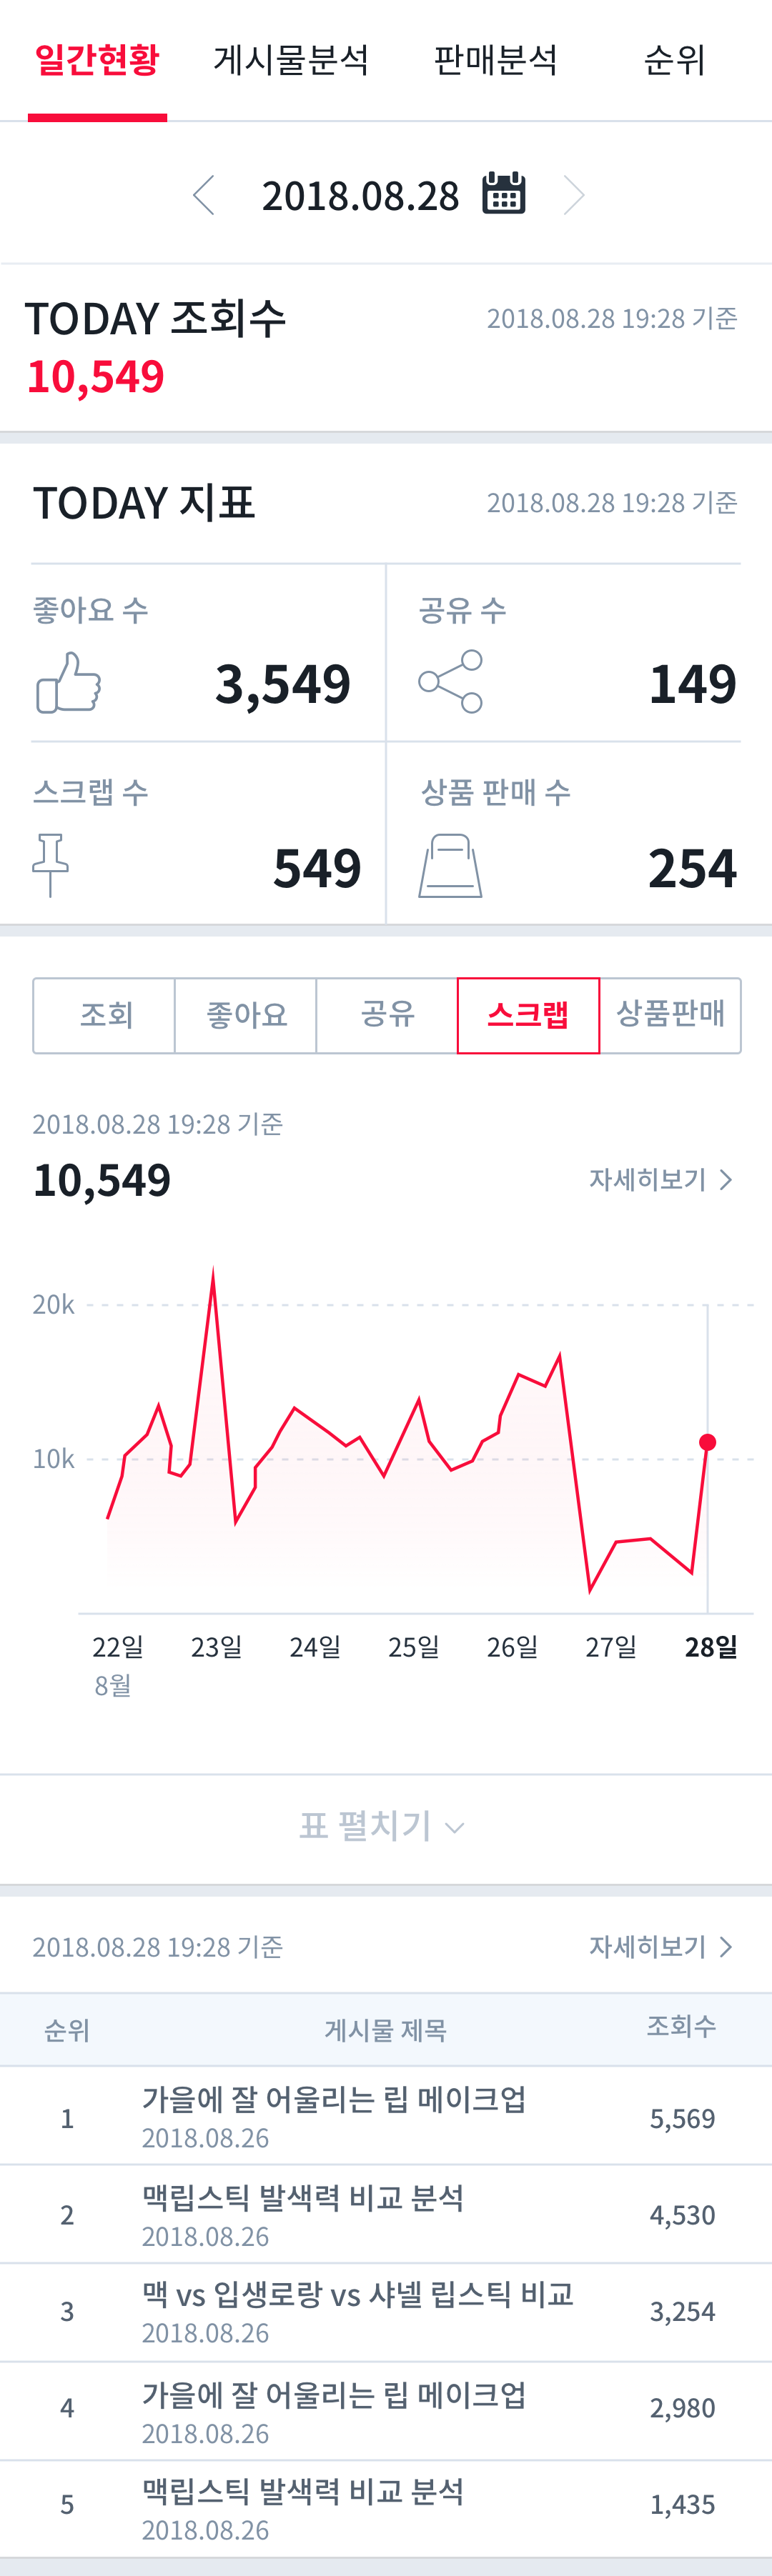 일간현황 게시물분석 판매분석 순위
2018.08.28
TODAY 조회수 2018.08.28 19:28 기준
10,549
TODAY 지표 2018.08.28 19:28 기준
좋아요 수 공유 수
3,549 149
스크랩 수 상품 판매 수
549 254
조회 좋아요 공유 스크랩 상품판매
2018.08.28 19:28 기준
10,549 자세히보기
20k
10k
22일 23일 24일 25일 26일 27일 28일
8월
표 펼치기
2018.08.28 19:28 기준 자세히보기
순위 게시물 제목 조회수
1 가을에 잘 어울리는 립 메이크업 5,569
2018.08.26
2 맥립스틱 발색력 비교 분석 4,530
2018.08.26
3 맥 vs 입생로랑 vs 샤넬 립스틱 비교 3,254
2018.08.26
4 가을에 잘 어울리는 립 메이크업 2,980
2018.08.26
5 맥립스틱 발색력 비교 분석 1,435
2018.08.26